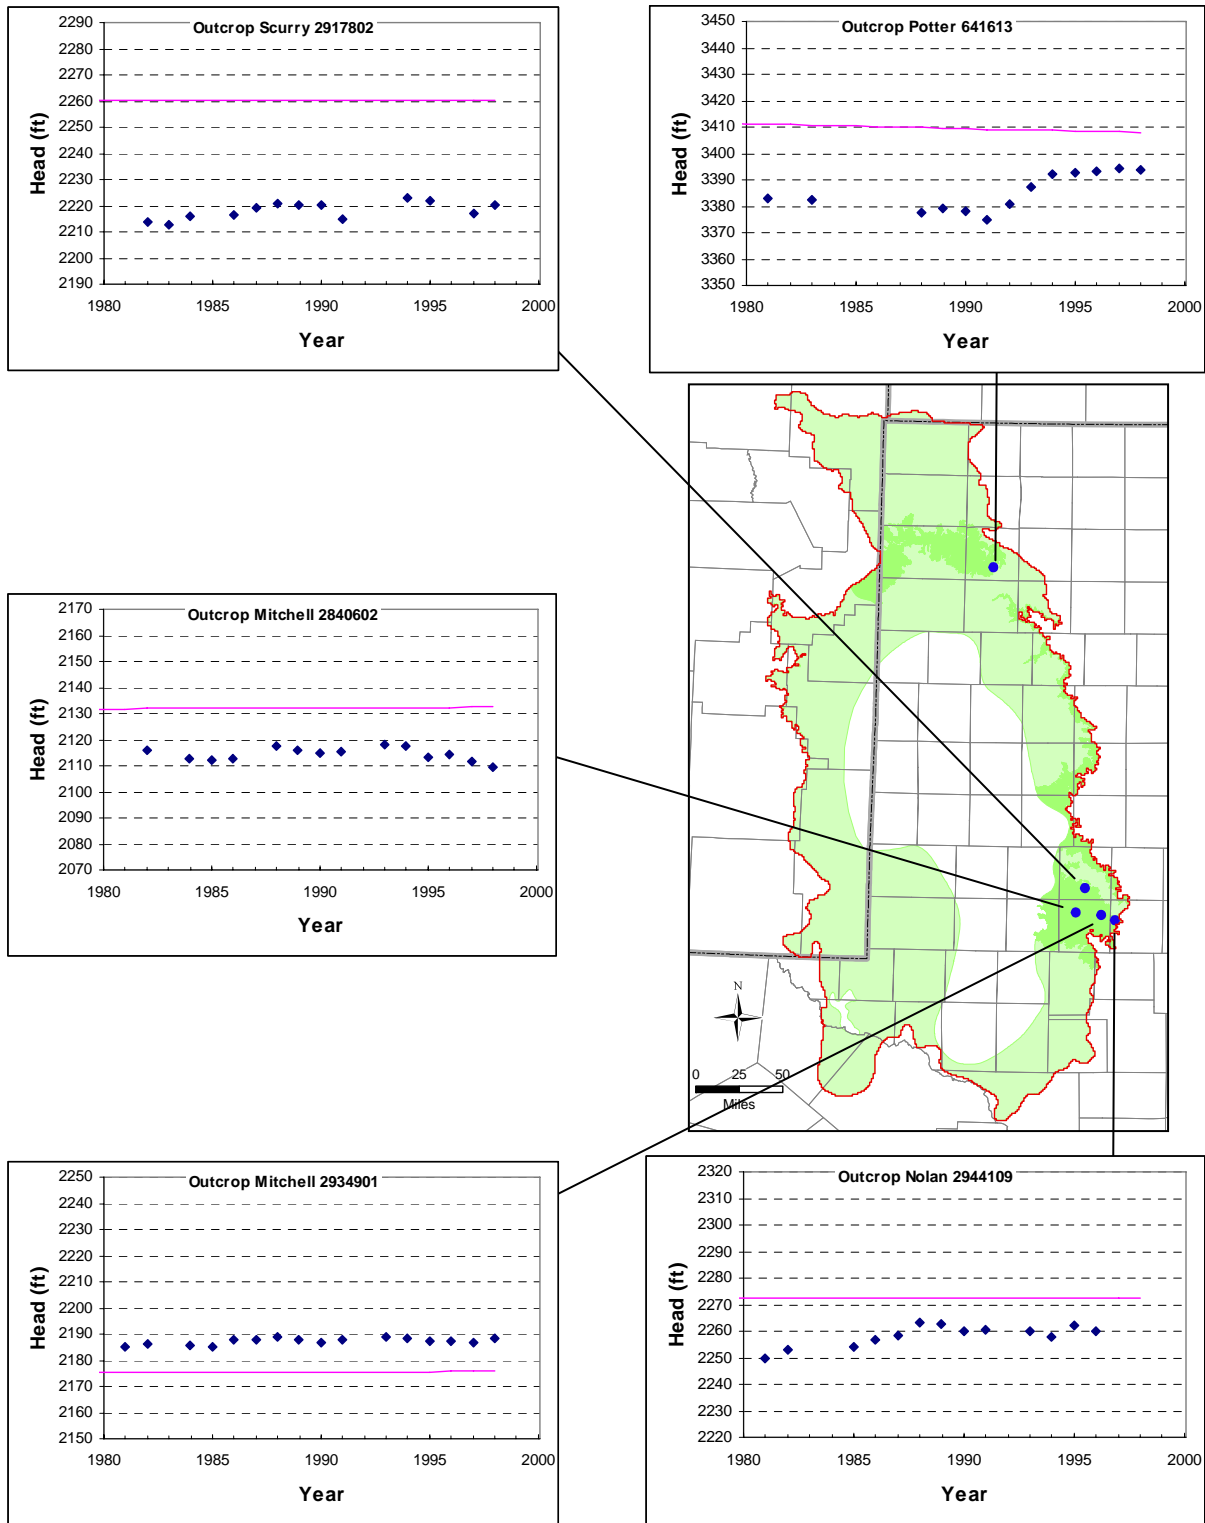 Outcrop Scurry 2917802
Head (ft)
2290
2280
2270
2260
2250
2240
2230
2220
2210
2200
2190
1980 1985 1990 1995 2000
Year
Outcrop Potter 641613
Head (ft)
3450
3440
3430
3420
3410
3400
3390
3380
3370
3360
3350
1980 1985 1990 1995 2000
Year
Outcrop Mitchell 2840602
Head (ft)
2170
2160
2150
2140
2130
2120
2110
2100
2090
2080
2070
1980 1985 1990 1995 2000
Year
N
0 25 50
Miles
Outcrop Mitchell 2934901
Head (ft)
2250
2240
2230
2220
2210
2200
2190
2180
2170
2160
2150
1980 1985 1990 1995 2000
Year
Outcrop Nolan 2944109
Head (ft)
2320
2310
2300
2290
2280
2270
2260
2250
2240
2230
2220
1980 1985 1990 1995 2000
Year